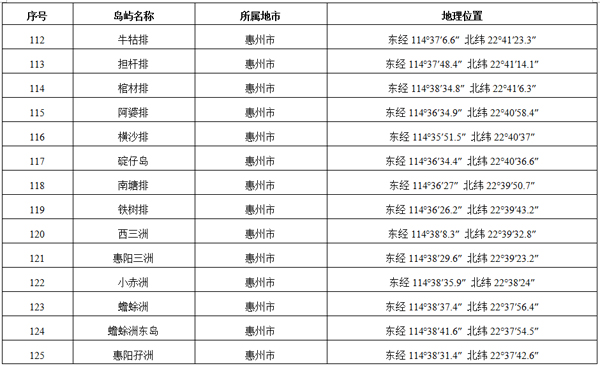 序号 岛屿名称 所属地市 地理位置
112 牛牯排 惠州市 东经 114°37′6.6″ 北纬 22°41′23.3″
113 担杆排 惠州市 东经 114°37′48.4″ 北纬 22°41′14.1″
114 棺材排 惠州市 东经 114°38′34.8″ 北纬 22°41′6.3″
115 阿婆排 惠州市 东经 114°36′34.9″ 北纬 22°40′58.4″
116 横沙排 惠州市 东经 114°35′51.5″ 北纬 22°40′37″
117 碇仔岛 惠州市 东经 114°36′34.4″ 北纬 22°40′36.6″
118 南塘排 惠州市 东经 114°36′27″ 北纬 22°39′50.7″
119 铁树排 惠州市 东经 114°36′26.2″ 北纬 22°39′43.2″
120 西三洲 惠州市 东经 114°38′8.3″ 北纬 22°39′32.8″
121 惠阳三洲 惠州市 东经 114°38′29.6″ 北纬 22°39′23.2″
122 小赤洲 惠州市 东经 114°38′35.9″ 北纬 22°38′24″
123 蟾蜍洲 惠州市 东经 114°38′37.4″ 北纬 22°37′56.4″
124 蟾蜍洲东岛 惠州市 东经 114°38′41.6″ 北纬 22°37′54.5″
125 惠阳孖洲 惠州市 东经 114°38′31.4″ 北纬 22°37′42.6″